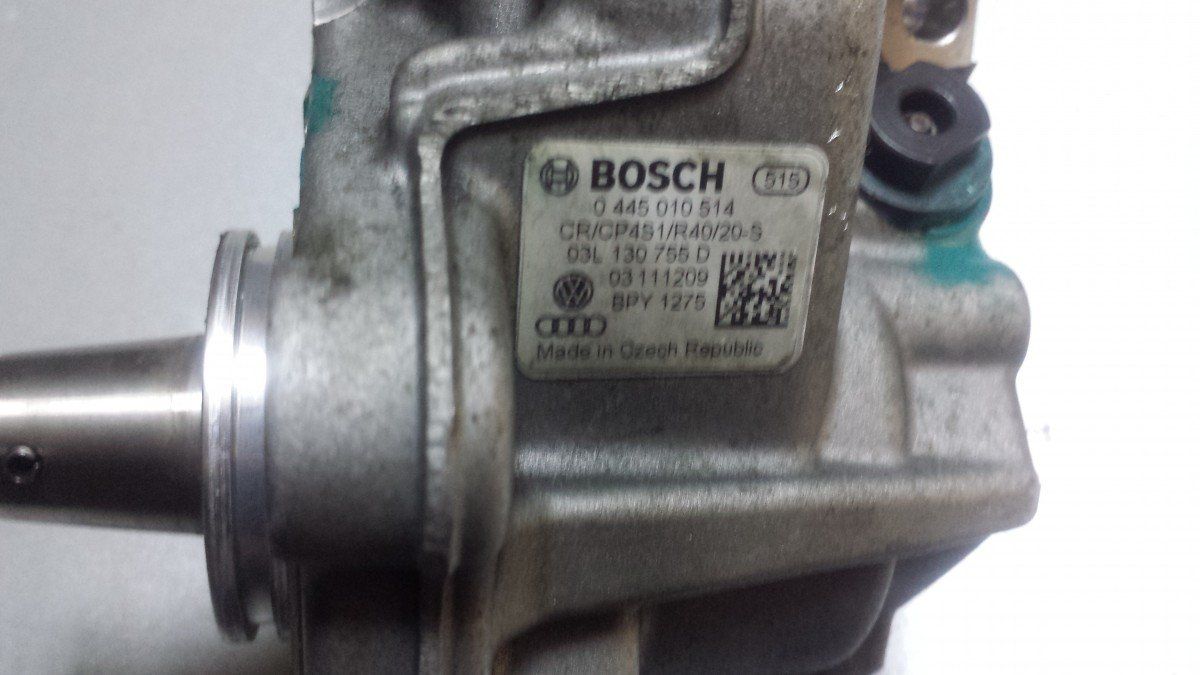 BOSCH 515
0 445 010 514
CR/CP4S1/R40/20-S
03L 130 755 D
03 111209
BPY 1275
Made in Czech Republic